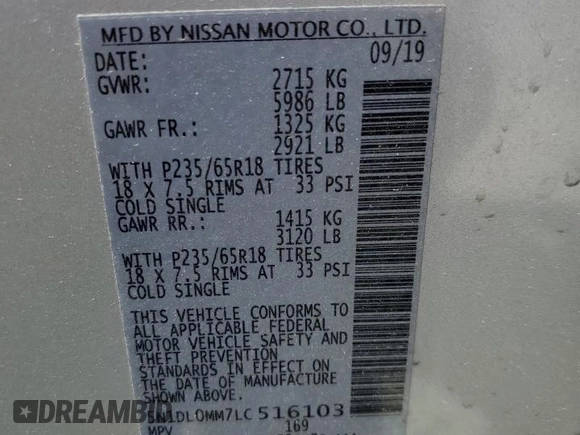 MFD BY NISSAN MOTOR CO., LTD.
DATE: 09/19
GVWR: 2715 KG
5986 LB
GAWR FR.: 1325 KG
2921 LB
WITH P235/65R18 TIRES
18 X 7.5 RIMS AT 33 PSI
COLD SINGLE
GAWR RR.: 1415 KG
3120 LB
WITH P235/65R18 TIRES
18 X 7.5 RIMS AT 33 PSI
COLD SINGLE
THIS VEHICLE CONFORMS TO
ALL APPLICABLE FEDERAL
MOTOR VEHICLE SAFETY AND
THEFT PREVENTION
STANDARDS IN EFFECT ON
THE DATE OF MANUFACTURE
SHOWN ABOVE.
5N1DL0MM7LC516103
MPV 169
DREAMBID